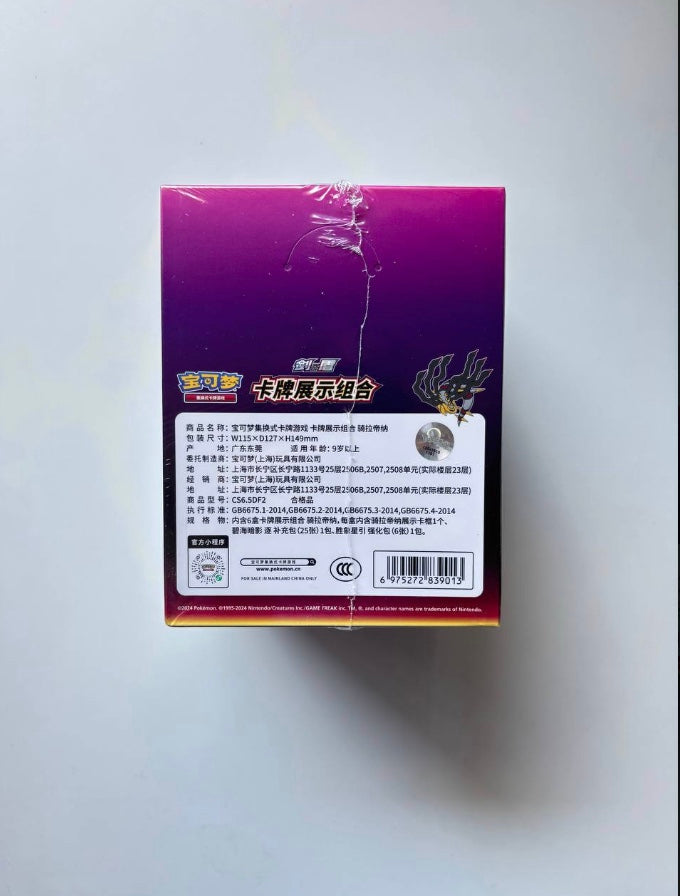 剑&盾
宝可梦
集换式卡牌游戏
卡牌展示组合
商品名称：宝可梦集换式卡牌游戏 卡牌展示组合 骑拉帝纳
包装尺寸：W115×D127×H149mm
产 地：广东东莞 适用年龄：9岁以上
委托制造商：宝可梦(上海)玩具有限公司
地 址：上海市长宁区长宁路1133号25层2506B,2507,2508单元(实际楼层23层)
经 销 商：宝可梦(上海)玩具有限公司
地 址：上海市长宁区长宁路1133号25层2506B,2507,2508单元(实际楼层23层)
商品型号：CS6.5DF2 合格品
执行标准：GB6675.1-2014,GB6675.2-2014,GB6675.3-2014,GB6675.4-2014
规 格 物：内含6盒卡牌展示组合 骑拉帝纳,每盒内含骑拉帝纳展示卡框1个、
碧海暗影 逐 补充包(25张)1包、胜象星引 强化包(6张)1包。
官方小程序
宝可梦集换式卡牌游戏
www.pokemon.cn
FOR SALE IN MAINLAND CHINA ONLY
CCC
6 975272 839013
©2024 Pokémon. ©1995-2024 Nintendo/Creatures Inc./GAME FREAK inc. TM, ®, and character names are trademarks of Nintendo.